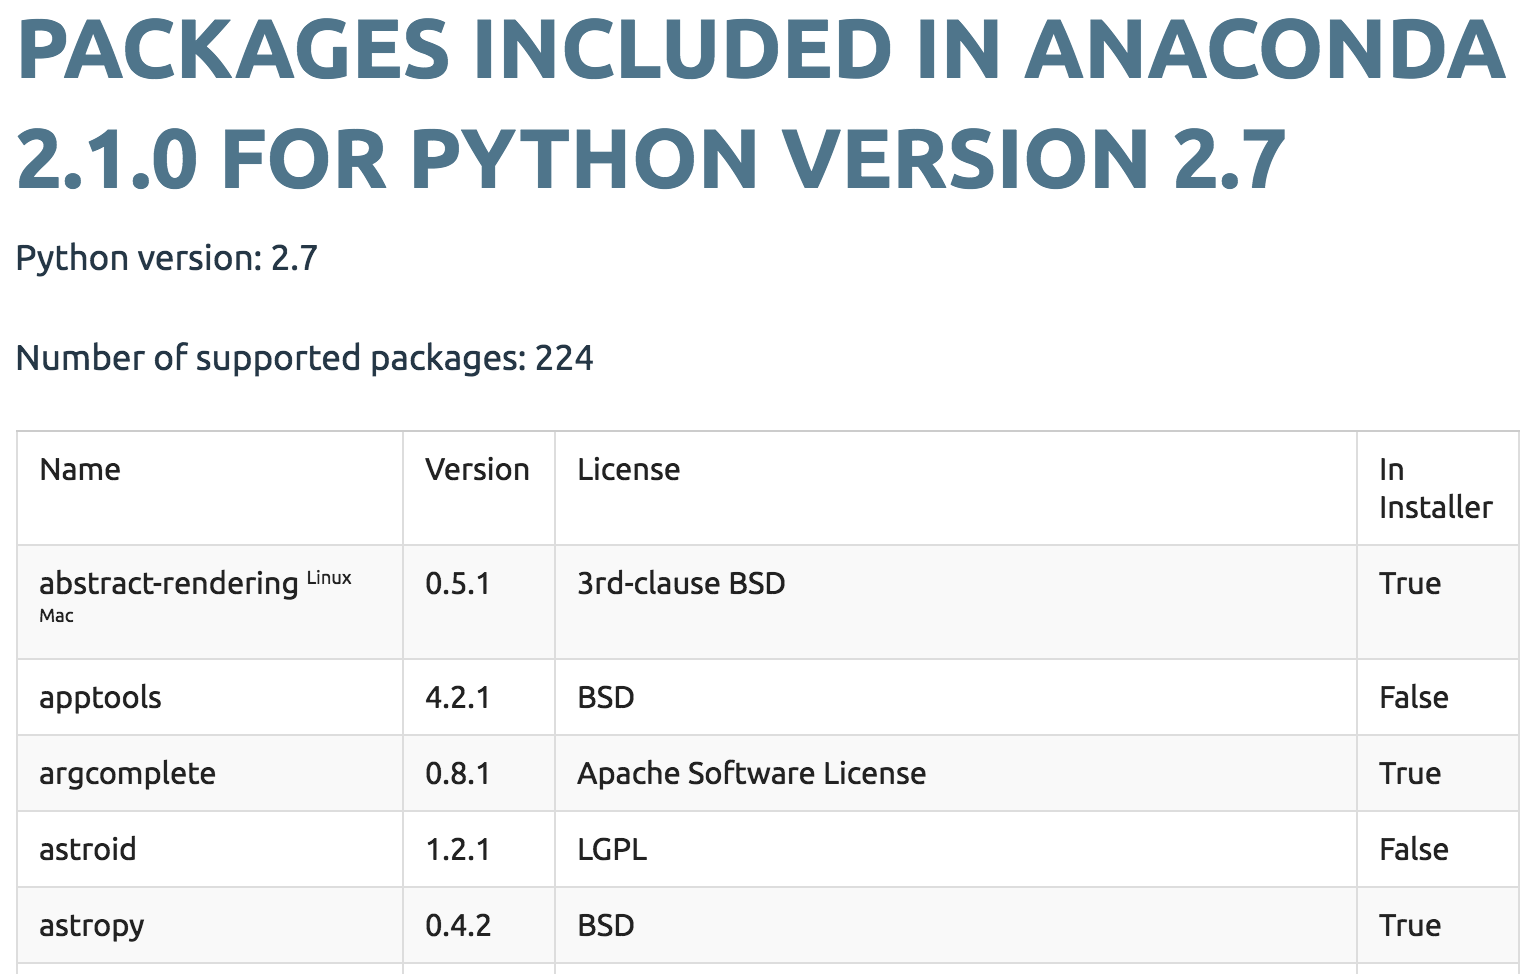 PACKAGES INCLUDED IN ANACONDA
2.1.0 FOR PYTHON VERSION 2.7
Python version: 2.7
Number of supported packages: 224
Name Version License In
Installer
abstract-rendering Linux 0.5.1 3rd-clause BSD True
Mac
apptools 4.2.1 BSD False
argcomplete 0.8.1 Apache Software License True
astroid 1.2.1 LGPL False
astropy 0.4.2 BSD True